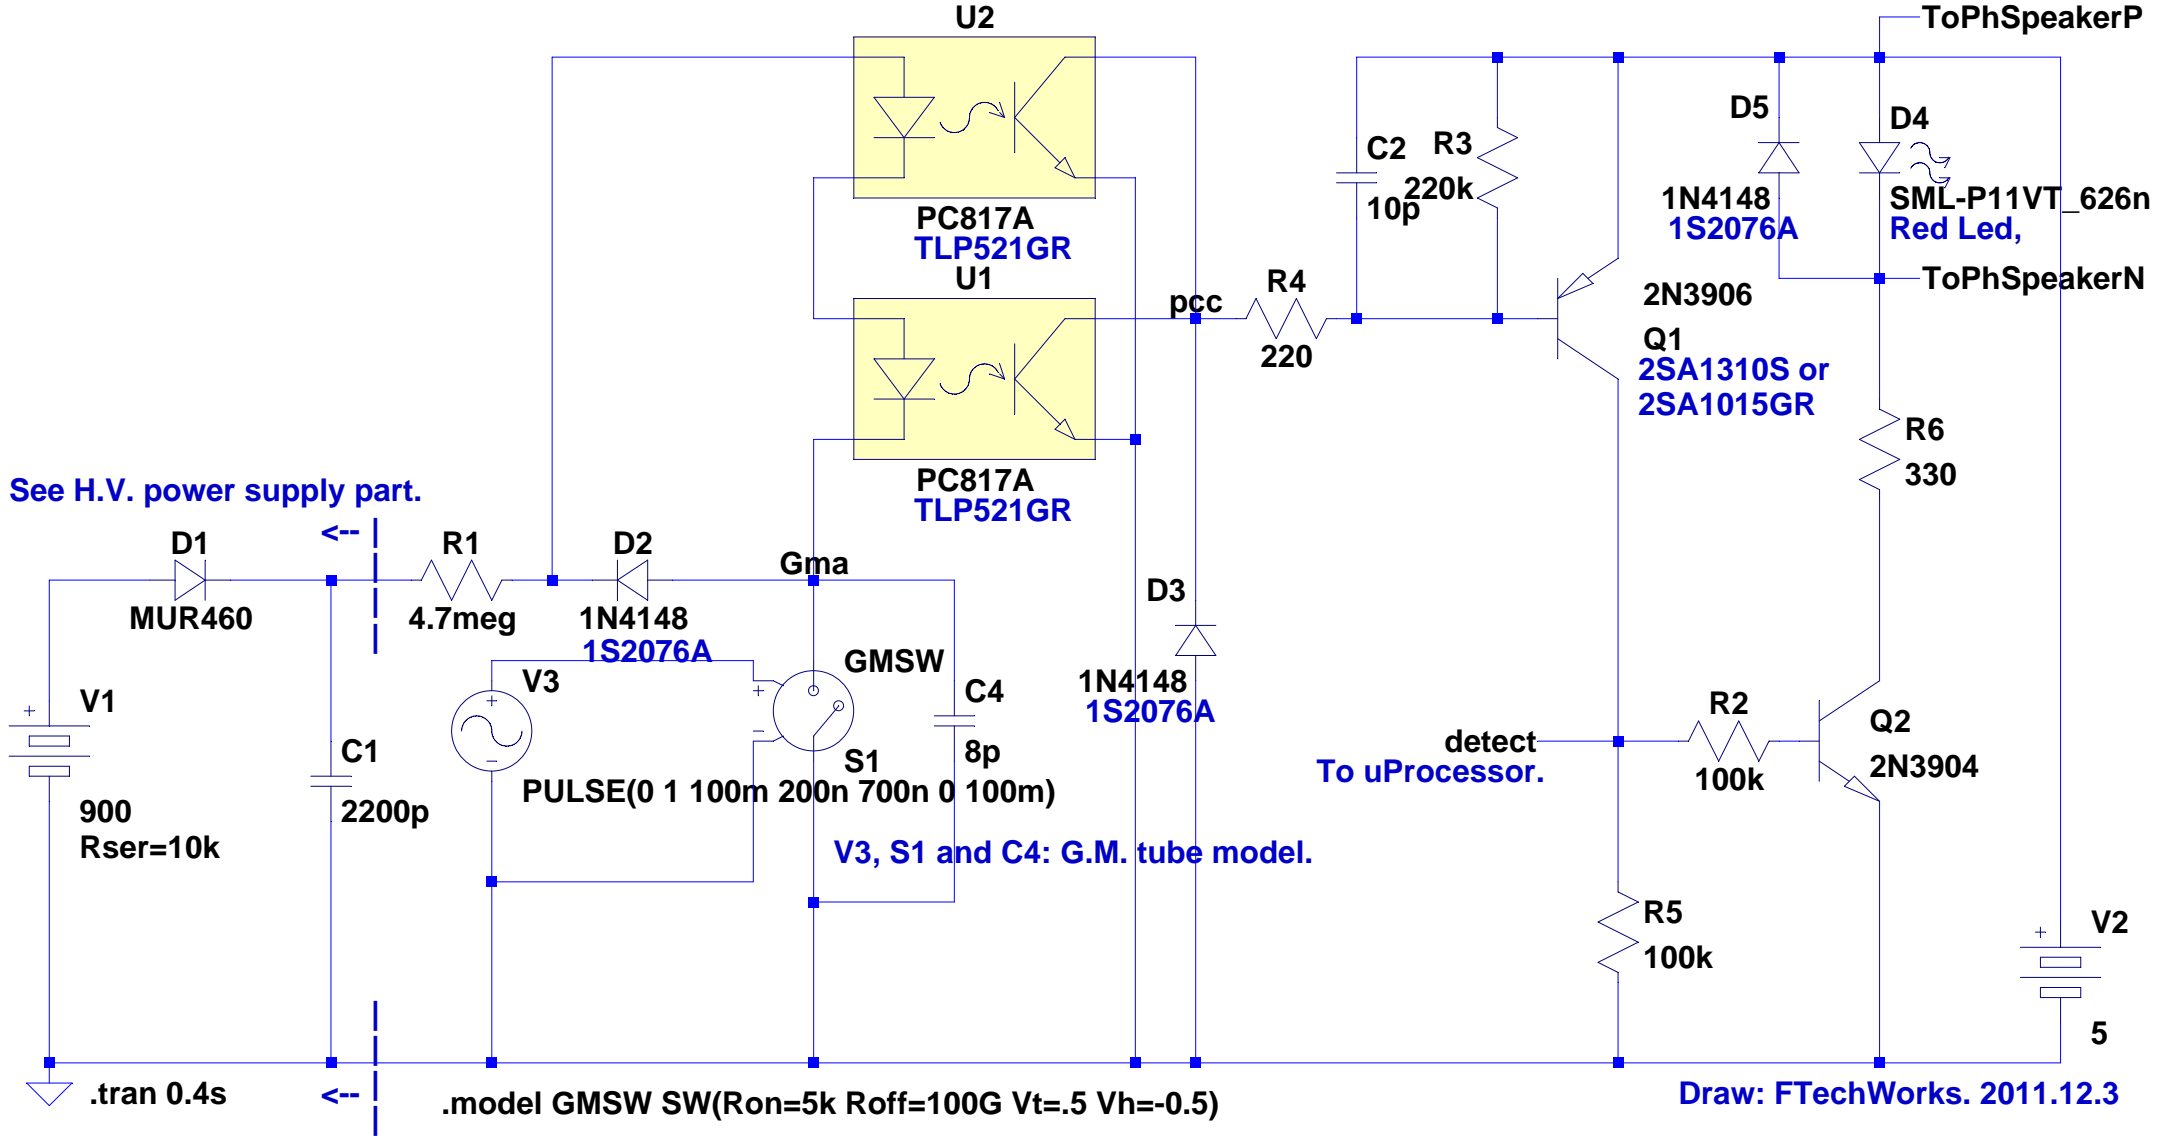 U2
ToPhSpeakerP
D5
D4
C2
R3
220k
10p
1N4148
1S2076A
SML-P11VT_626n
Red Led,
PC817A
TLP521GR
U1
pcc
R4
220
ToPhSpeakerN
2N3906
Q1
2SA1310S or
2SA1015GR
R6
330
PC817A
TLP521GR
See H.V. power supply part.
<--
D1
MUR460
R1
4.7meg
D2
1N4148
1S2076A
Gma
D3
1N4148
1S2076A
V3
GMSW
S1
C4
8p
PULSE(0 1 100m 200n 700n 0 100m)
V1
900
Rser=10k
C1
2200p
V3, S1 and C4: G.M. tube model.
detect
To uProcessor.
R2
100k
Q2
2N3904
R5
100k
V2
5
.tran 0.4s
<--
.model GMSW SW(Ron=5k Roff=100G Vt=.5 Vh=-0.5)
Draw: FTechWorks. 2011.12.3